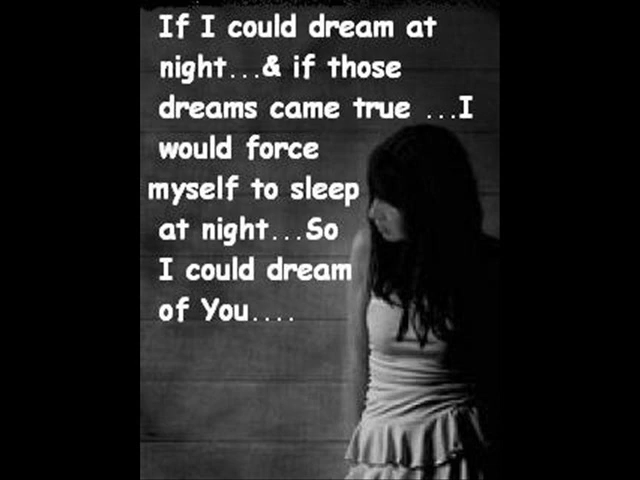 If I could dream at
night...& if those
dreams came true ...I
would force
myself to sleep
at night...So
I could dream
of You....